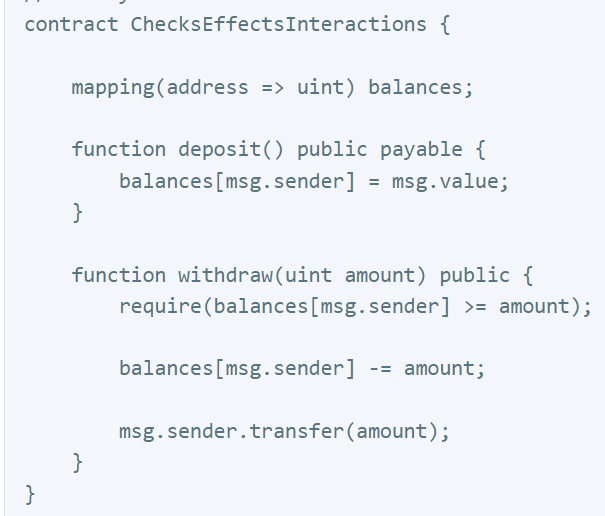 contract ChecksEffectsInteractions {
mapping(address => uint) balances;
function deposit() public payable {
balances[msg.sender] = msg.value;
}
function withdraw(uint amount) public {
require(balances[msg.sender] >= amount);
balances[msg.sender] -= amount;
msg.sender.transfer(amount);
}
}